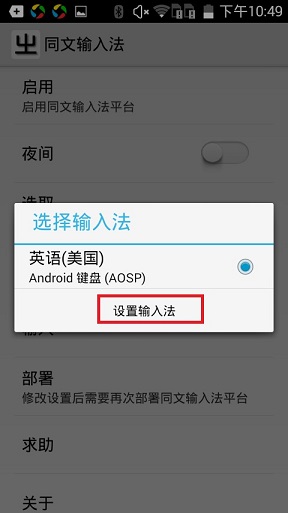 下午10:49
同文输入法
启用
启用同文输入法平台
夜间
选取
选择输入法
英语(美国)
Android 键盘 (AOSP)
设置输入法
部署
修改设置后需要再次部署同文输入法平台
求助
关于